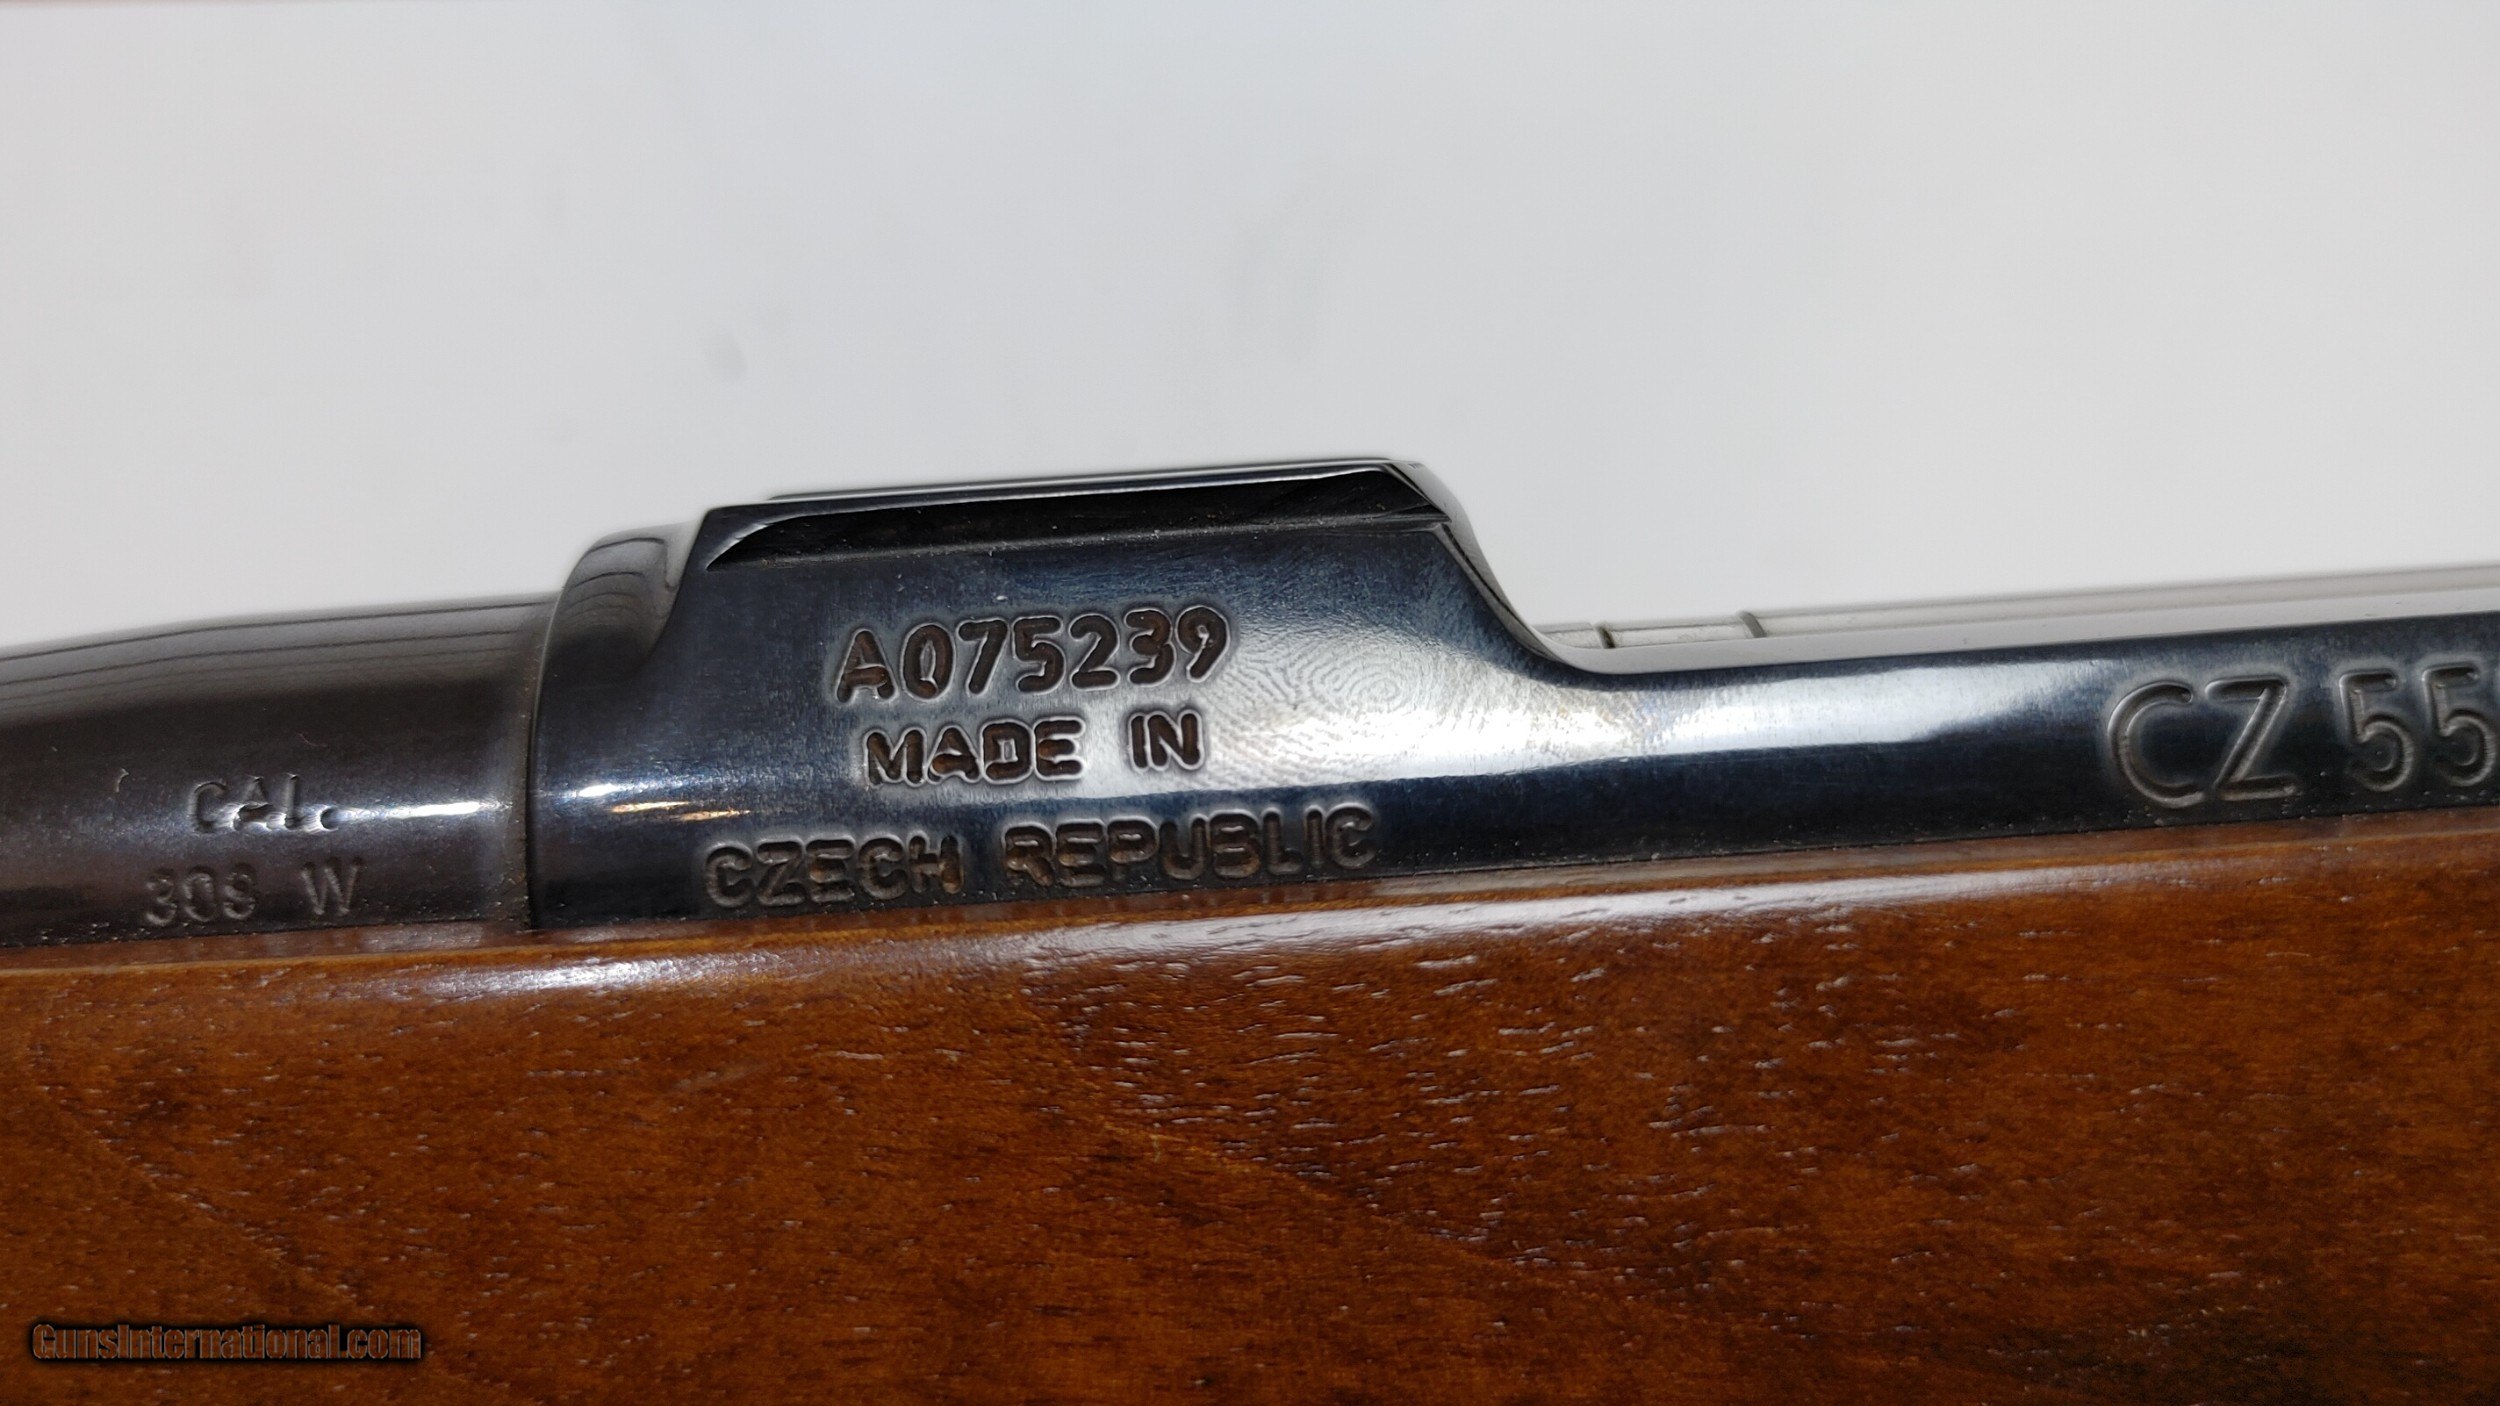 A075239
MADE IN
CZECH REPUBLIC
CZ 55
CAL.
308 W
GunsInternational.com